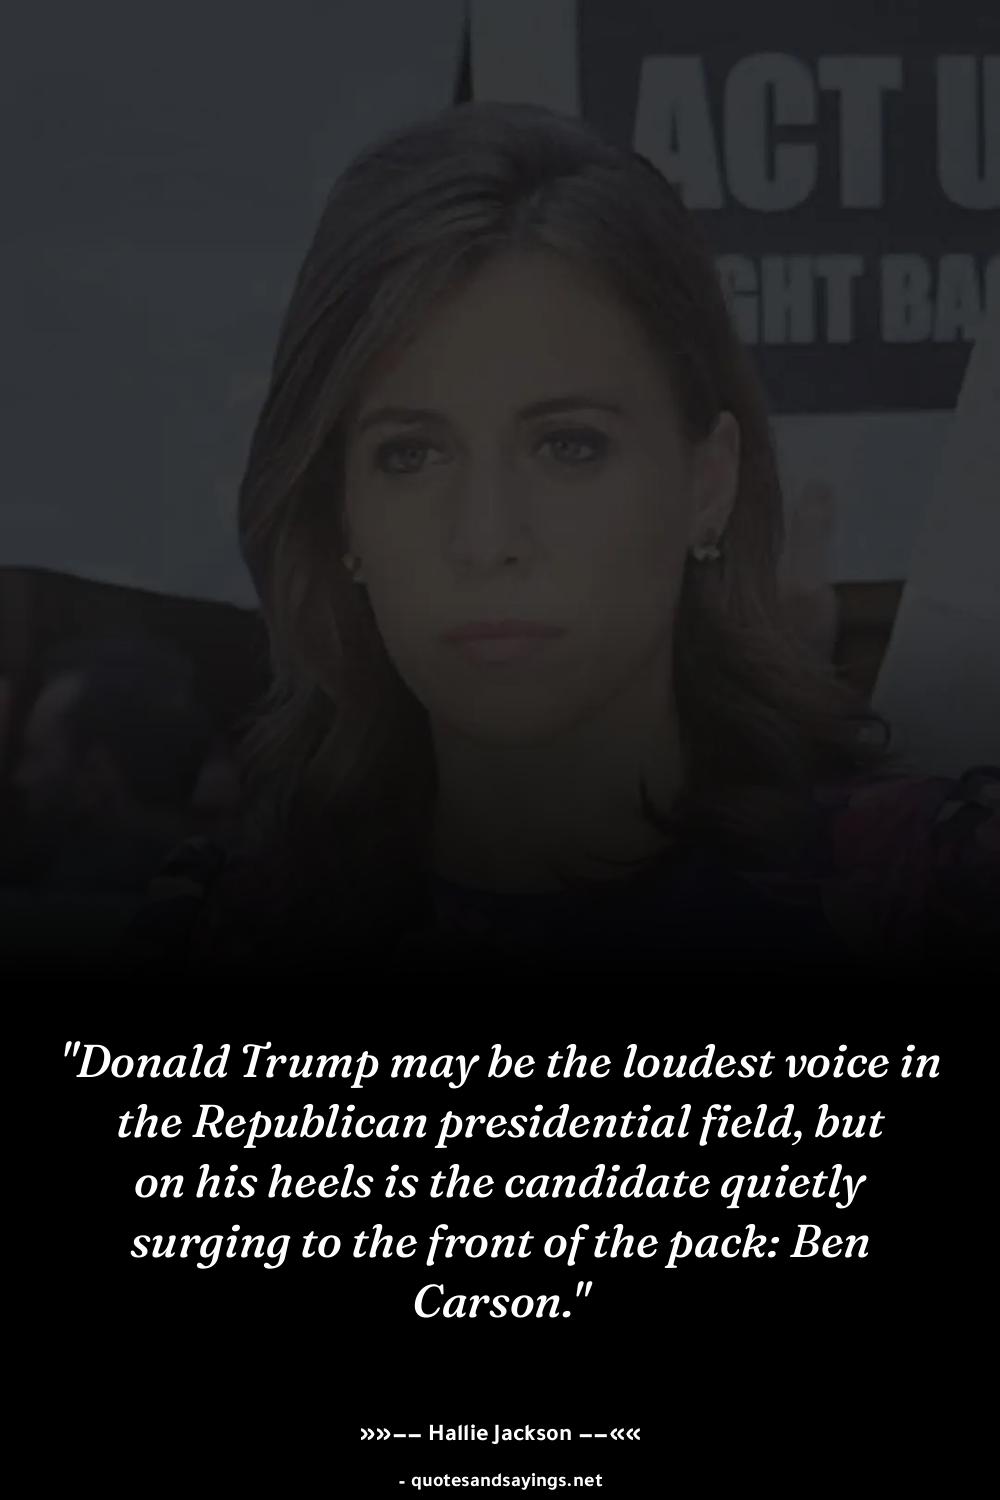 ACT U
GHT BAC
"Donald Trump may be the loudest voice in
the Republican presidential field, but
on his heels is the candidate quietly
surging to the front of the pack: Ben
Carson."
»»−− Hallie Jackson −−««
- quotesandsayings.net